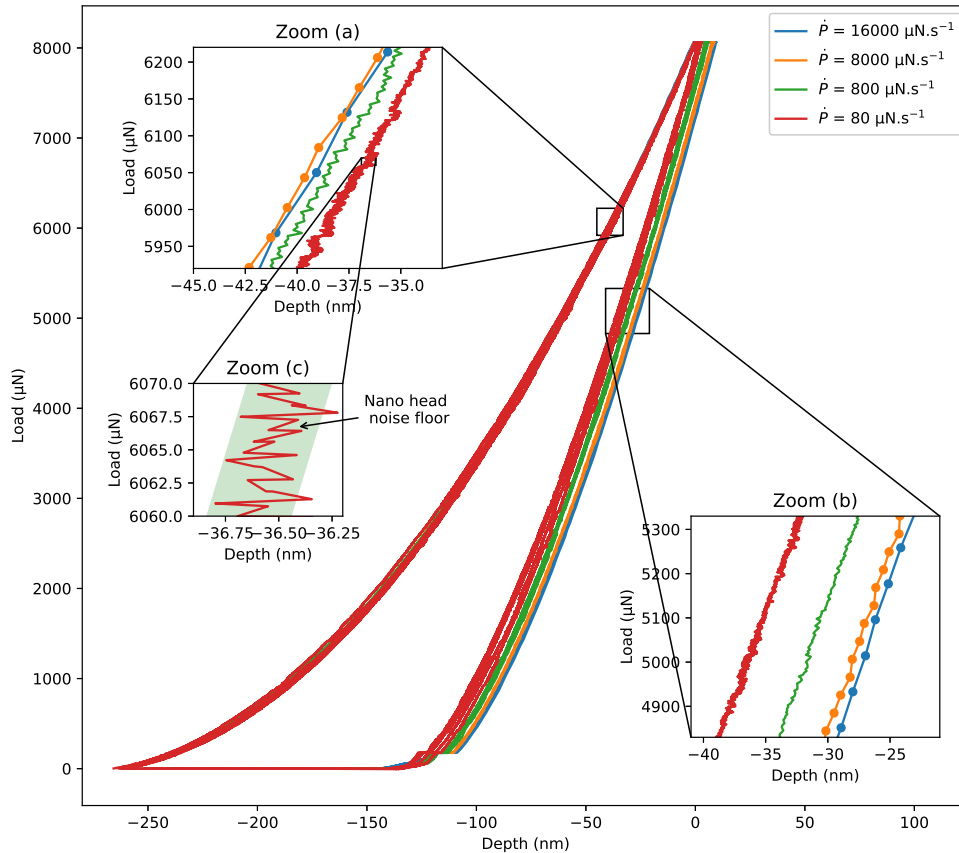 Zoom (a)
Ṗ = 16000 μN.s⁻¹
Ṗ = 8000 μN.s⁻¹
Ṗ = 800 μN.s⁻¹
Ṗ = 80 μN.s⁻¹
8000
7000
6000
5000
4000
3000
2000
1000
0
Load (μN)
−250
−200
−150
−100
−50
0
50
100
Depth (nm)
6200
6150
6100
6050
6000
5950
Load (μN)
−45.0
−42.5
−40.0
−37.5
−35.0
Depth (nm)
Zoom (c)
6070.0
6067.5
6065.0
6062.5
6060.0
Load (μN)
−36.75
−36.50
−36.25
Depth (nm)
Nano head
noise floor
Zoom (b)
5300
5200
5100
5000
4900
Load (μN)
−40
−35
−30
−25
Depth (nm)